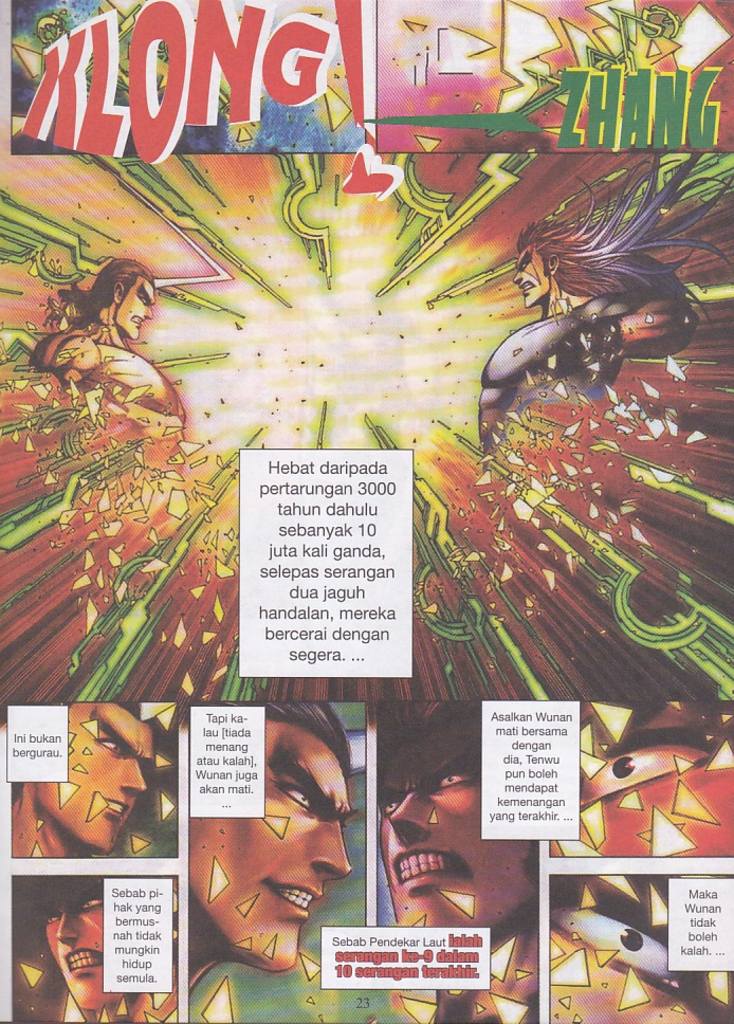 KLONG!
ZHANG
Hebat daripada
pertarungan 3000
tahun dahulu
sebanyak 10
juta kali ganda,
selepas serangan
dua jaguh
handalan, mereka
bercerai dengan
segera. ...
Ini bukan
bergurau.
Sebab pi-
hak yang
bermus-
nah tidak
mungkin
hidup
semula.
Tapi ka-
lau [tiada
menang
atau kalah],
Wunan juga
akan mati.
...
Sebab Pendekar Laut ialah
serangan ke-9 dalam
10 serangan terakhir.
Asalkan Wunan
mati bersama
dengan
dia, Tenwu
pun boleh
mendapat
kemenangan
yang terakhir. ...
Maka
Wunan
tidak
boleh
kalah. ...
23